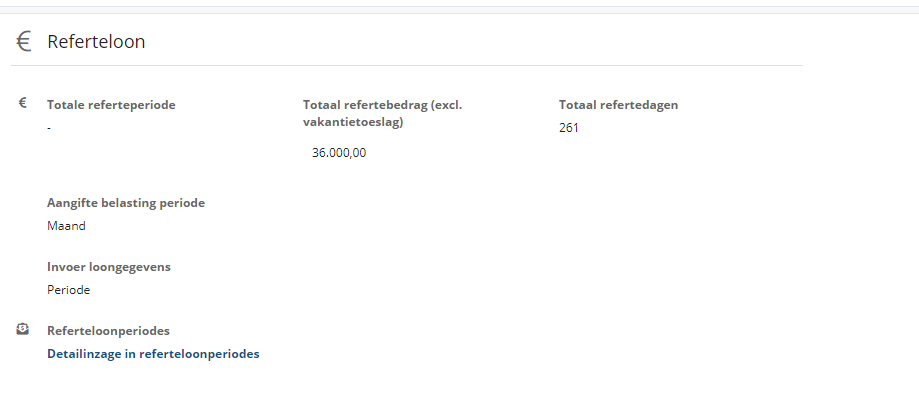 € Referteloon
€ Totale referteperiode
-
Totaal refertebedrag (excl.
vakantietoeslag)
36.000,00
Totaal refertedagen
261
Aangifte belasting periode
Maand
Invoer loongegevens
Periode
Referteloonperiodes
Detailinzage in referteloonperiodes